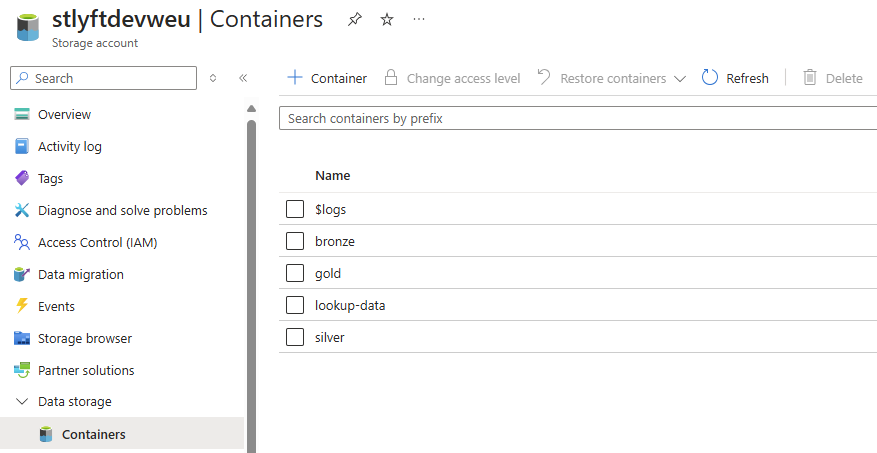 stlyftdevweu | Containers
Storage account
Search
Container
Change access level
Restore containers
Refresh
Delete
Overview
Activity log
Tags
Diagnose and solve problems
Access Control (IAM)
Data migration
Events
Storage browser
Partner solutions
Data storage
Containers
Search containers by prefix
Name
$logs
bronze
gold
lookup-data
silver